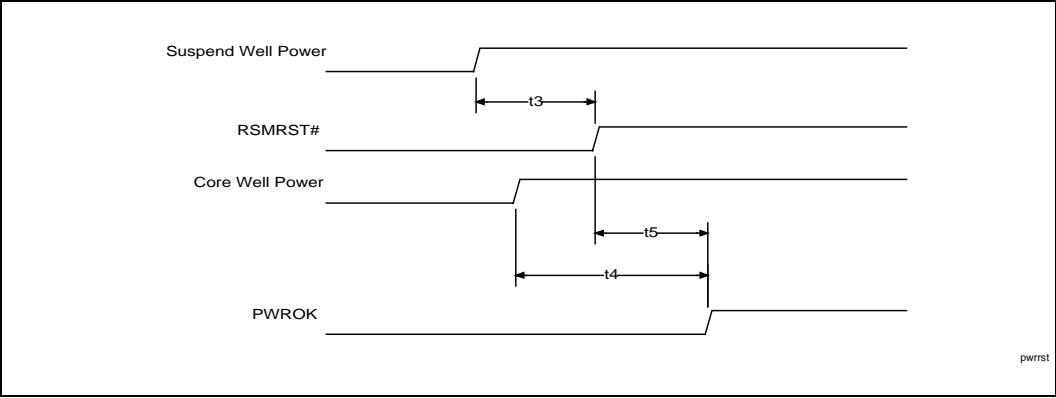 Suspend Well Power
t3
RSMRST#
Core Well Power
t5
t4
PWROK
pwrrst